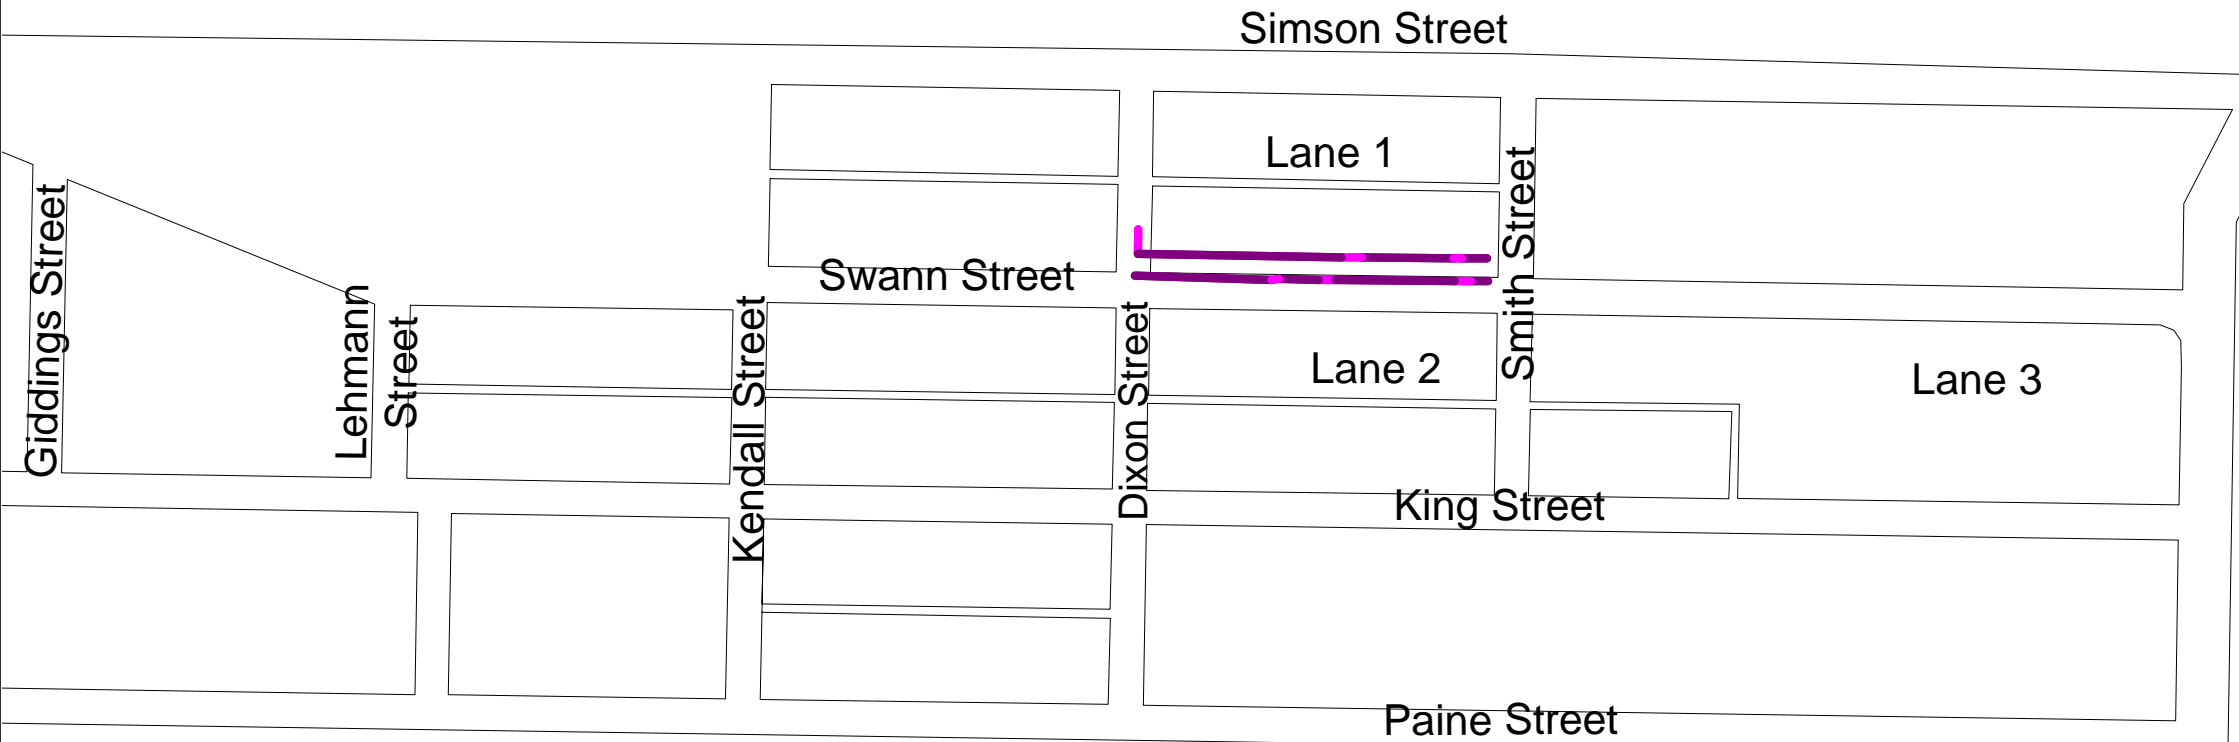 Simson Street
Lane 1
Giddings Street
Smith Street
Swann Street
Lehmann
Street
Kendall Street
Dixon Street
Lane 2
Lane 3
King Street
Paine Street